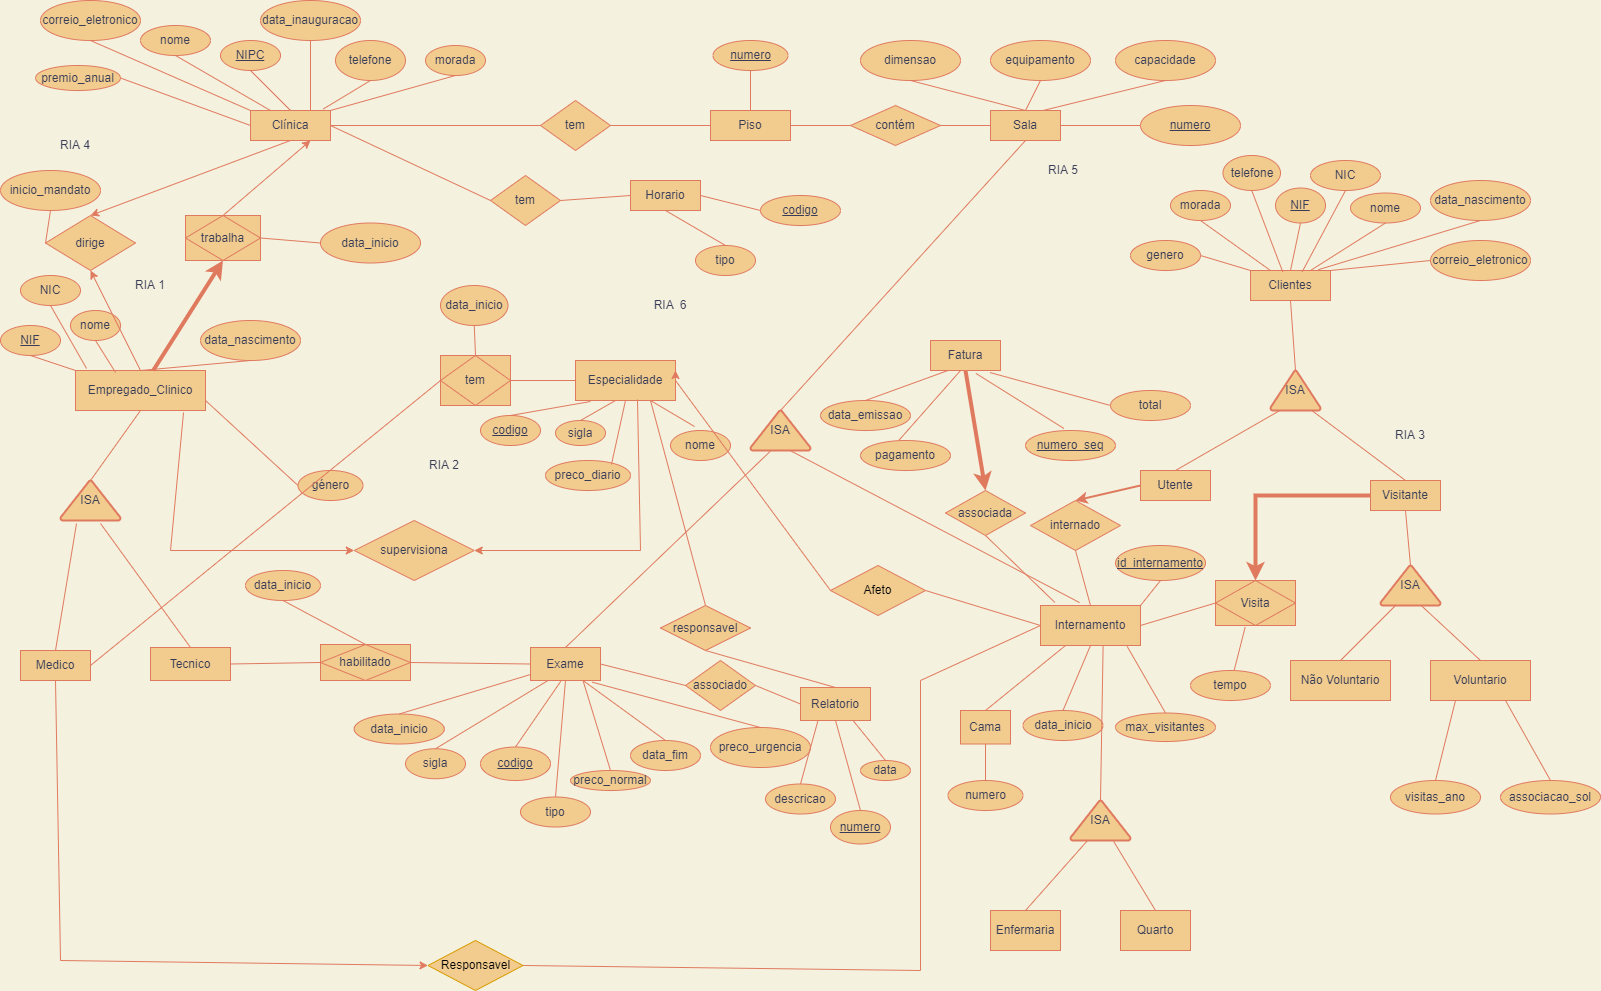 correio_eletronico
data_inauguracao
nome
NIPC
telefone
morada
premio_anual
numero
dimensao
equipamento
capacidade
Clínica
tem
Piso
contém
Sala
numero
RIA 4
RIA 5
inicio_mandato
dirige
trabalha
data_inicio
tem
Horario
codigo
tipo
telefone
NIC
morada
NIF
nome
data_nascimento
genero
correio_eletronico
Clientes
RIA 1
NIC
nome
NIF
data_nascimento
Empregado_Clinico
data_inicio
RIA 6
tem
Especialidade
codigo
sigla
nome
preco_diario
RIA 2
género
ISA
supervisiona
ISA
Fatura
data_emissao
total
pagamento
numero_seq
ISA
RIA 3
Utente
Visitante
associada
internado
id_internamento
Afeto
ISA
data_inicio
Visita
Internamento
responsavel
Medico
Tecnico
habilitado
Exame
associado
Relatorio
tempo
Não Voluntario
Voluntario
data_inicio
sigla
codigo
tipo
preco_normal
data_fim
preco_urgencia
descricao
numero
data
Cama
data_inicio
max_visitantes
numero
visitas_ano
associacao_sol
ISA
Enfermaria
Quarto
Responsavel